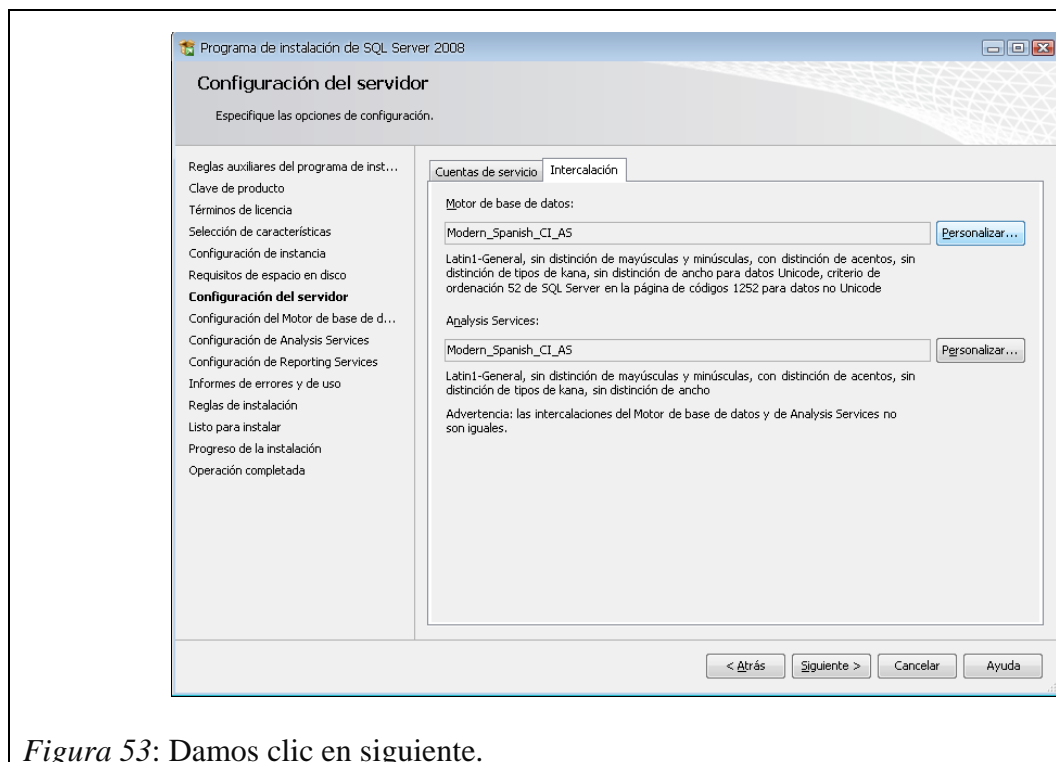 Programa de instalación de SQL Server 2008
Configuración del servidor
Especifique las opciones de configuración.
Reglas auxiliares del programa de inst...
Clave de producto
Términos de licencia
Selección de características
Configuración de instancia
Requisitos de espacio en disco
Configuración del servidor
Configuración del Motor de base de d...
Configuración de Analysis Services
Configuración de Reporting Services
Informes de errores y de uso
Reglas de instalación
Listo para instalar
Progreso de la instalación
Operación completada
Cuentas de servicio Intercalación
Motor de base de datos:
Modern_Spanish_CI_AS Personalizar...
Latin1-General, sin distinción de mayúsculas y minúsculas, con distinción de acentos, sin
distinción de tipos de kana, sin distinción de ancho para datos Unicode, criterio de
ordenación 52 de SQL Server en la página de códigos 1252 para datos no Unicode
Analysis Services:
Modern_Spanish_CI_AS Personalizar...
Latin1-General, sin distinción de mayúsculas y minúsculas, con distinción de acentos, sin
distinción de tipos de kana, sin distinción de ancho
Advertencia: las intercalaciones del Motor de base de datos y de Analysis Services no
son iguales.
< Atrás Siguiente > Cancelar Ayuda
Figura 53: Damos clic en siguiente.